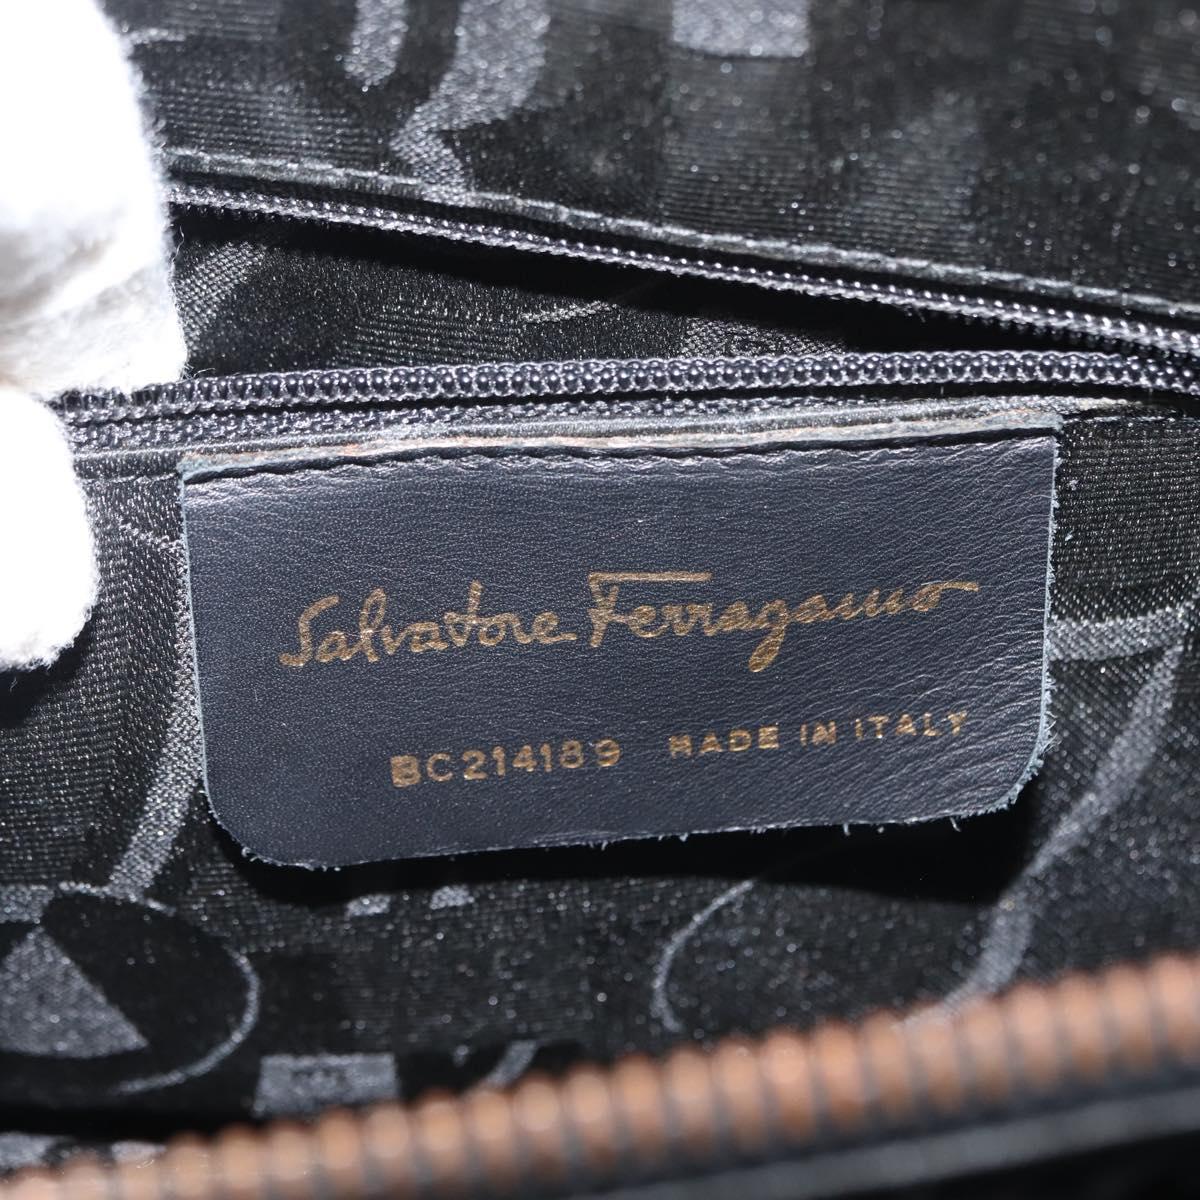 Salvatore Ferragamo
BC214189 MADE IN ITALY